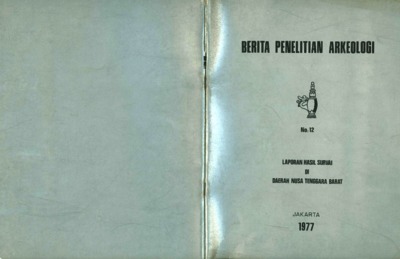 BERITA PENELITIAN ARKEOLOGI
No. 12
LAPORAN HASIL SURVAI
DI
DAERAH NUSA TENGGARA BARAT
JAKARTA
1977